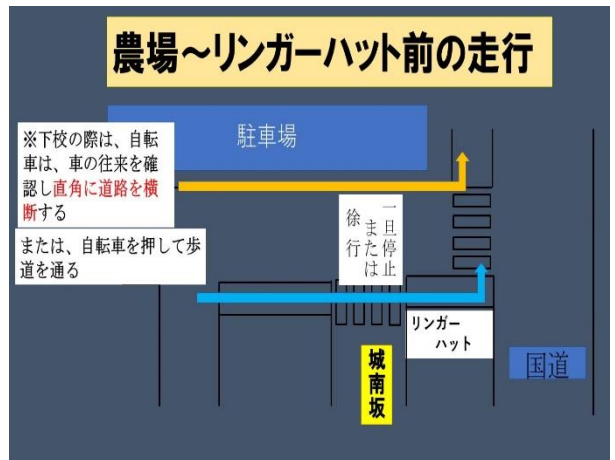 農場～リンガーハット前の走行
駐車場
※下校の際は、自転
車は、車の往来を確
認し直角に道路を横
断する
または、自転車を押して歩
道を通る
一旦停止
または
徐行
リンガー
ハット
城南坂
国道